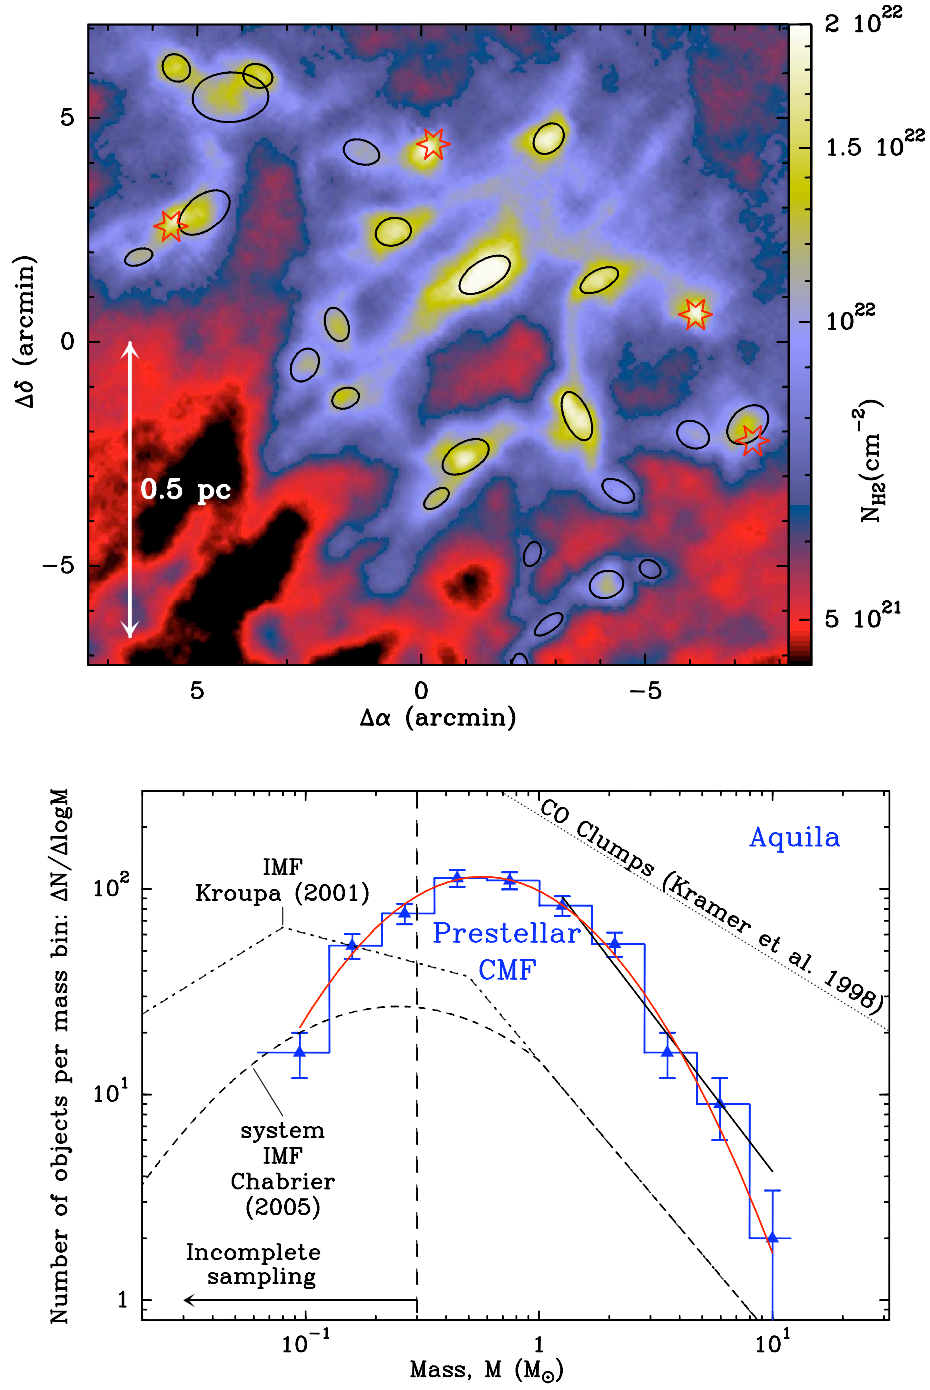 2 10²²
1.5 10²²
10²²
5 10²¹
N_H2(cm⁻²)
5
0
−5
Δδ (arcmin)
0.5 pc
5
0
−5
Δα (arcmin)
Number of objects per mass bin: ΔN/ΔlogM
10²
10¹
1
CO Clumps (Kramer et al. 1998)
Aquila
IMF
Kroupa (2001)
Prestellar
CMF
system
IMF
Chabrier
(2005)
Incomplete
sampling
10⁻¹
1
10¹
Mass, M (M☉)